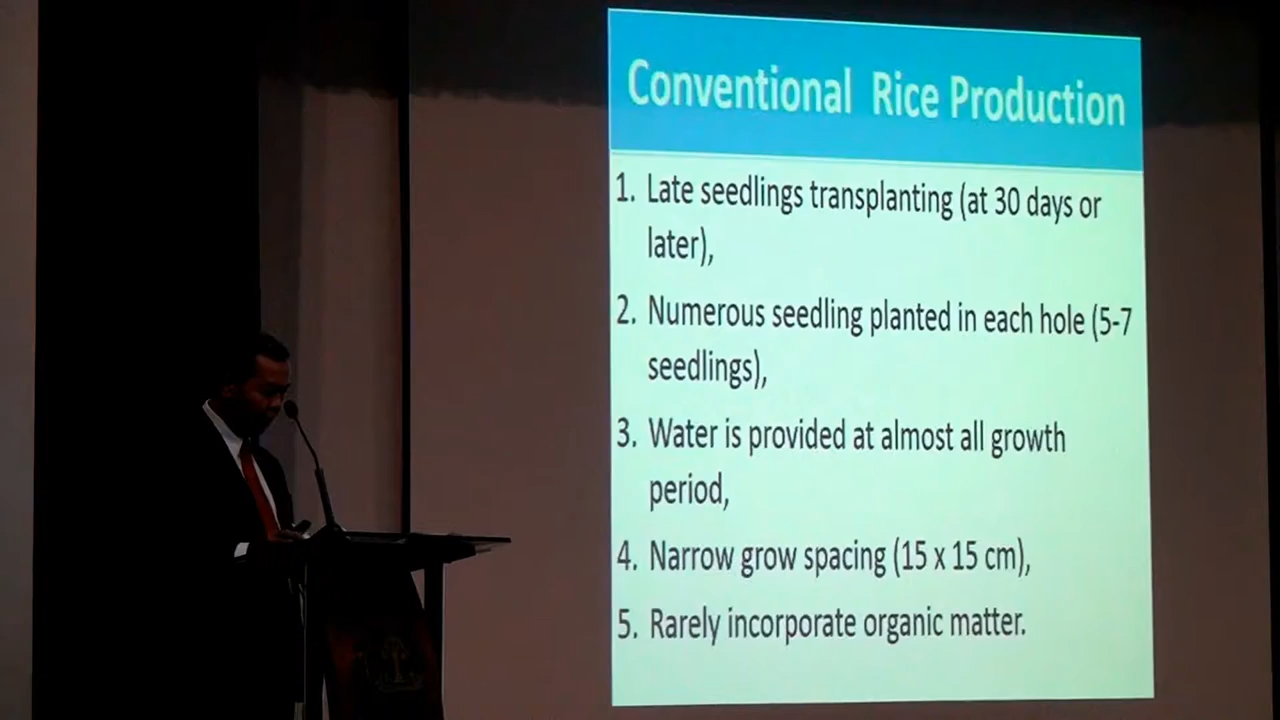 Conventional Rice Production
1. Late seedlings transplanting (at 30 days or
later),
2. Numerous seedling planted in each hole (5-7
seedlings),
3. Water is provided at almost all growth
period,
4. Narrow grow spacing (15 x 15 cm),
5. Rarely incorporate organic matter.